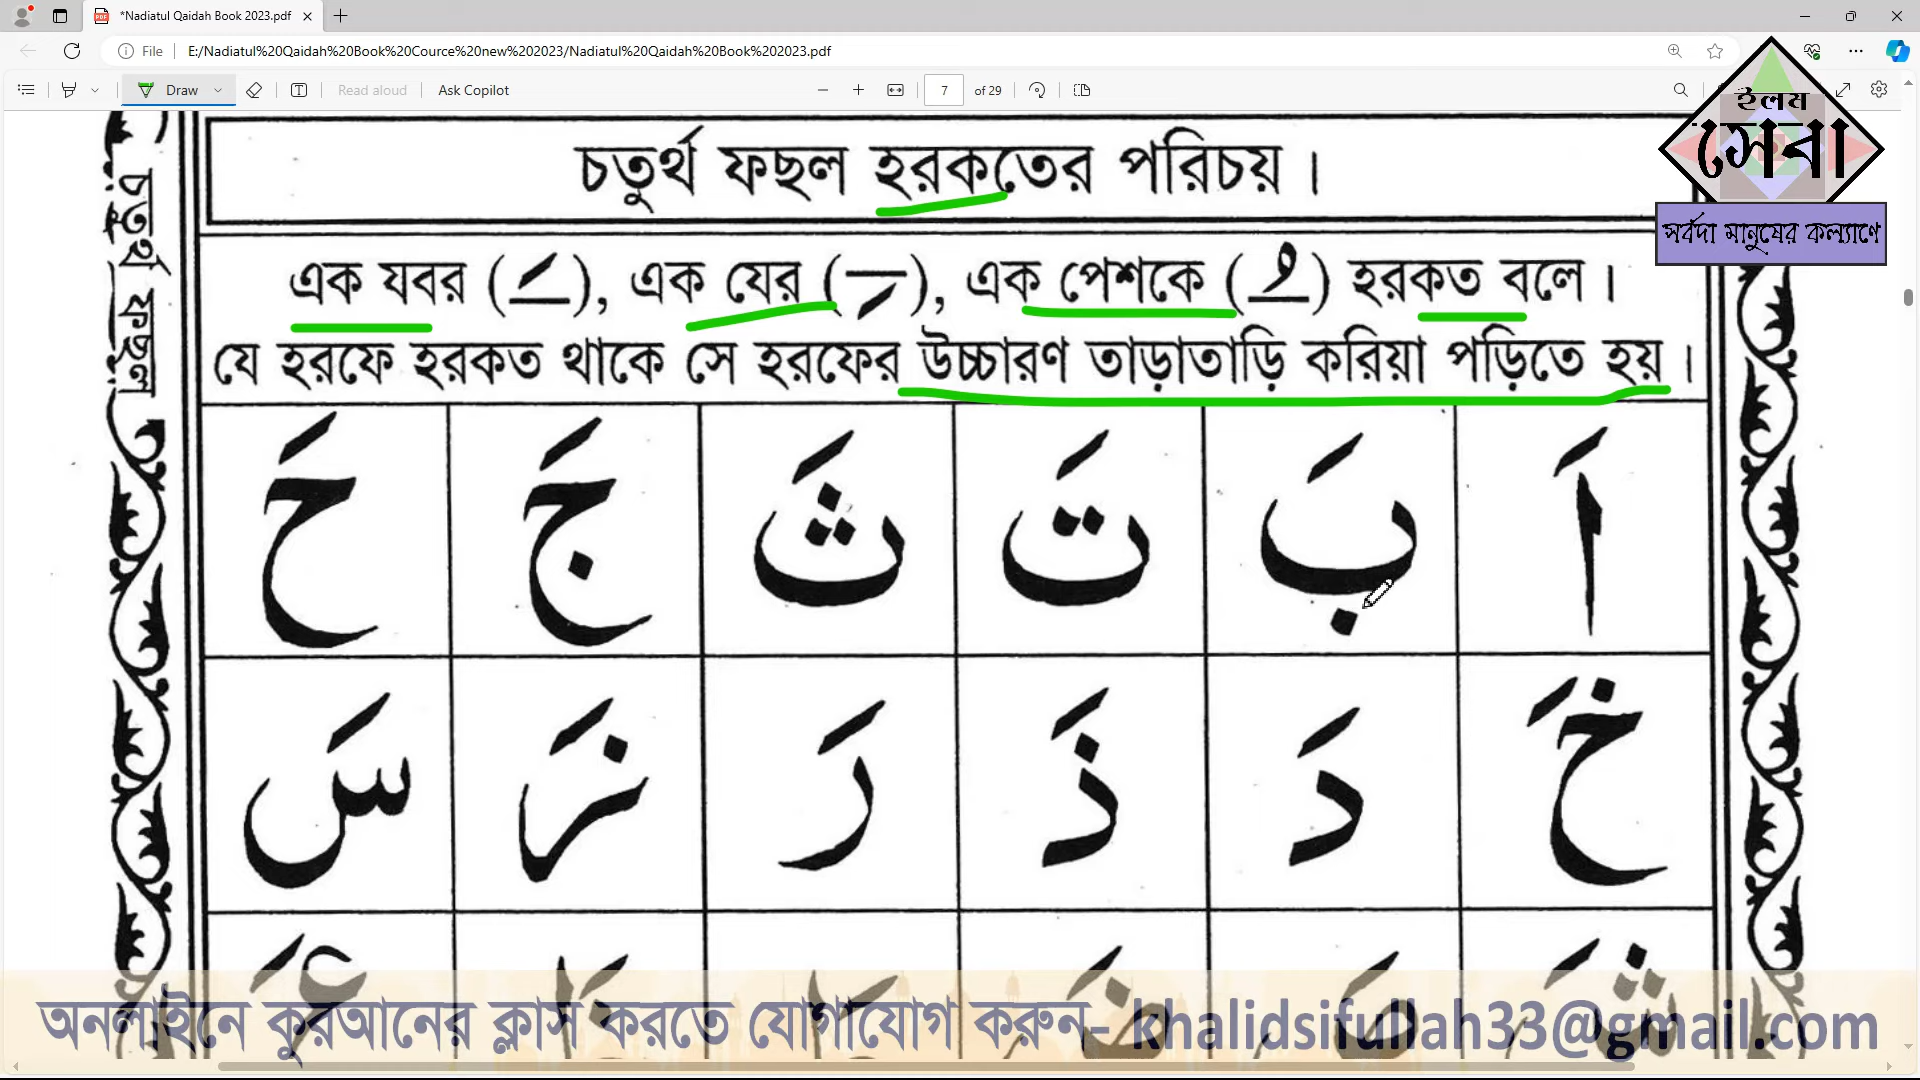 *Nadiatul Qaidah Book 2023.pdf
File E:/Nadiatul%20Qaidah%20Book%20Cource%20new%202023/Nadiatul%20Qaidah%20Book%202023.pdf
Draw Read aloud Ask Copilot 7 of 29
ইলম
সেবা
সর্বদা মানুষের কল্যাণে
চতুর্থ ফছল
চতুর্থ ফছল হরকতের পরিচয় ।
এক যবর (َ), এক যের (ِ), এক পেশকে (ُ) হরকত বলে ।
যে হরফে হরকত থাকে সে হরফের উচ্চারণ তাড়াতাড়ি করিয়া পড়িতে হয় ।
اَ بَ تَ ثَ جَ حَ
خَ دَ ذَ رَ زَ سَ
অনলাইনে কুরআনের ক্লাস করতে যোগাযোগ করুন- khalidsifullah33@gmail.com